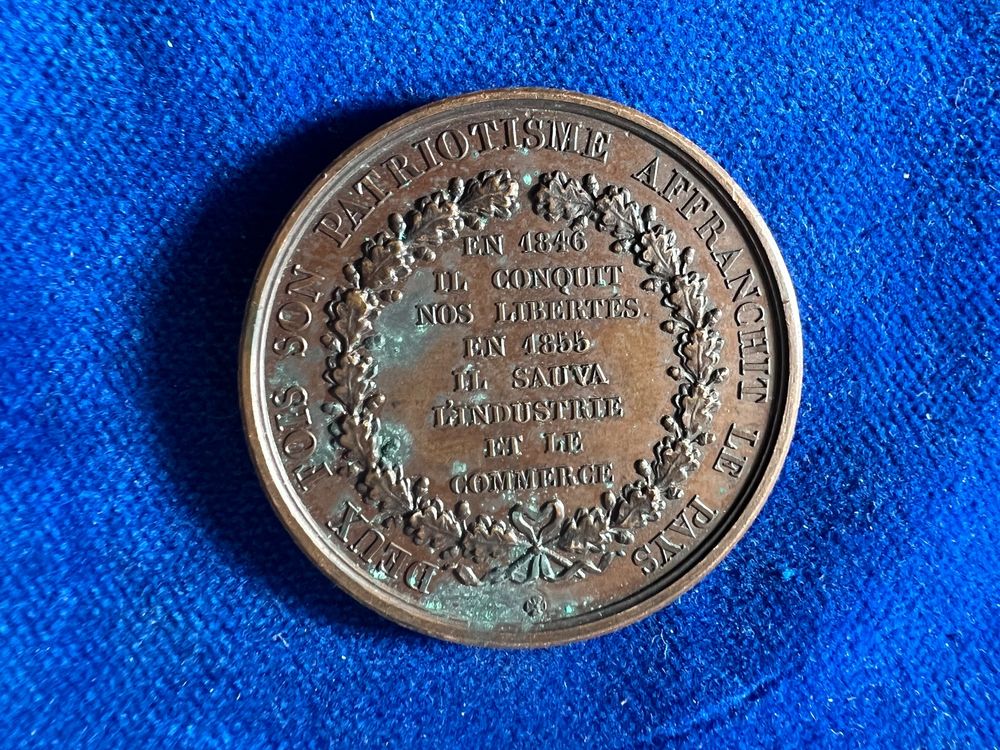 DEUX FOIS SON PATRIOTISME AFFRANCHIT LE PAYS
EN 1846
IL CONQUIT
NOS LIBERTÉS.
EN 1855
IL SAUVA
L'INDUSTRIE
ET LE
COMMERCE